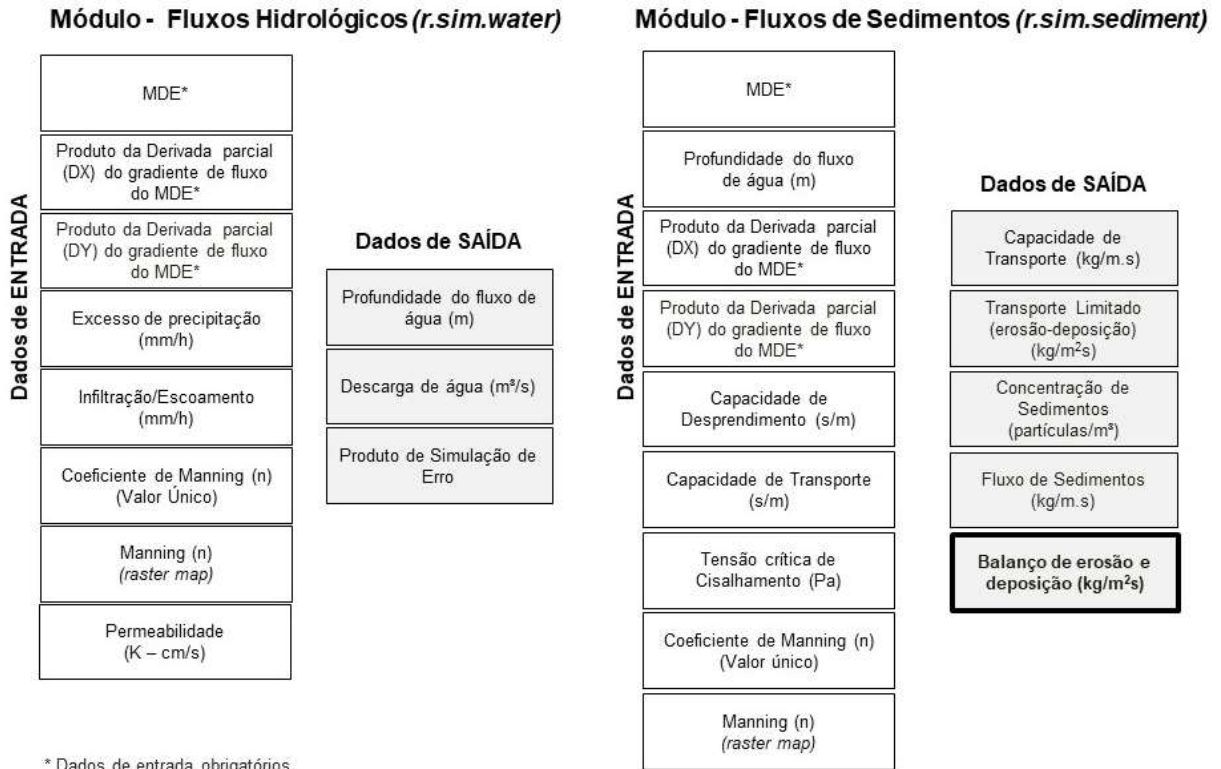 Módulo - Fluxos Hidrológicos (r.sim.water)
Dados de ENTRADA
MDE*
Produto da Derivada parcial
(DX) do gradiente de fluxo
do MDE*
Produto da Derivada parcial
(DY) do gradiente de fluxo
do MDE*
Excesso de precipitação
(mm/h)
Infiltração/Escoamento
(mm/h)
Coeficiente de Manning (n)
(Valor Único)
Manning (n)
(raster map)
Permeabilidade
(K – cm/s)
Dados de SAÍDA
Profundidade do fluxo de
água (m)
Descarga de água (m³/s)
Produto de Simulação de
Erro
* Dados de entrada obrigatórios
Módulo - Fluxos de Sedimentos (r.sim.sediment)
Dados de ENTRADA
MDE*
Profundidade do fluxo
de água (m)
Produto da Derivada parcial
(DX) do gradiente de fluxo
do MDE*
Produto da Derivada parcial
(DY) do gradiente de fluxo
do MDE*
Capacidade de
Desprendimento (s/m)
Capacidade de Transporte
(s/m)
Tensão crítica de
Cisalhamento (Pa)
Coeficiente de Manning (n)
(Valor único)
Manning (n)
(raster map)
Dados de SAÍDA
Capacidade de
Transporte (kg/m.s)
Transporte Limitado
(erosão-deposição)
(kg/m²s)
Concentração de
Sedimentos
(partículas/m³)
Fluxo de Sedimentos
(kg/m.s)
Balanço de erosão e
deposição (kg/m²s)